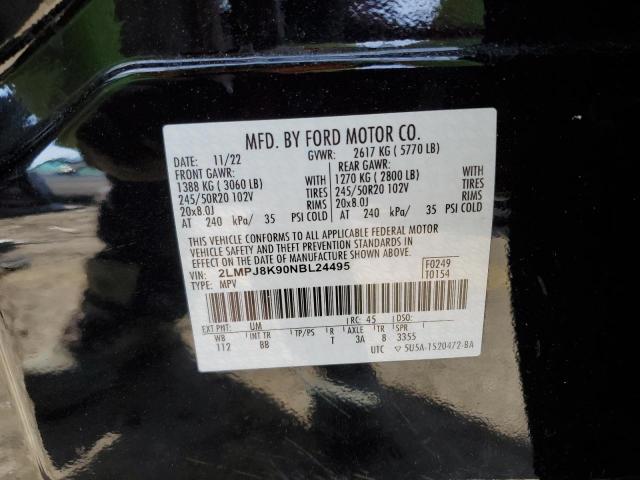 MFD. BY FORD MOTOR CO.
DATE: 11/22 GVWR: 2617 KG ( 5770 LB)
FRONT GAWR: REAR GAWR:
1388 KG ( 3060 LB) WITH 1270 KG ( 2800 LB) WITH
245/50R20 102V TIRES 245/50R20 102V TIRES
20x8.0J RIMS 20x8.0J RIMS
AT 240 kPa/ 35 PSI COLD AT 240 kPa/ 35 PSI COLD
THIS VEHICLE CONFORMS TO ALL APPLICABLE FEDERAL MOTOR
VEHICLE SAFETY AND THEFT PREVENTION STANDARDS IN
EFFECT ON THE DATE OF MANUFACTURE SHOWN ABOVE.
VIN: 2LMPJ8K90NBL24495 F0249
TYPE: MPV T0154
EXT PNT: UM RC: 45 DSO:
WB INT TR TP/PS R AXLE TR SPR
112 BB T 3A 8 3355
UTC ▽ 5U5A-1520472-BA